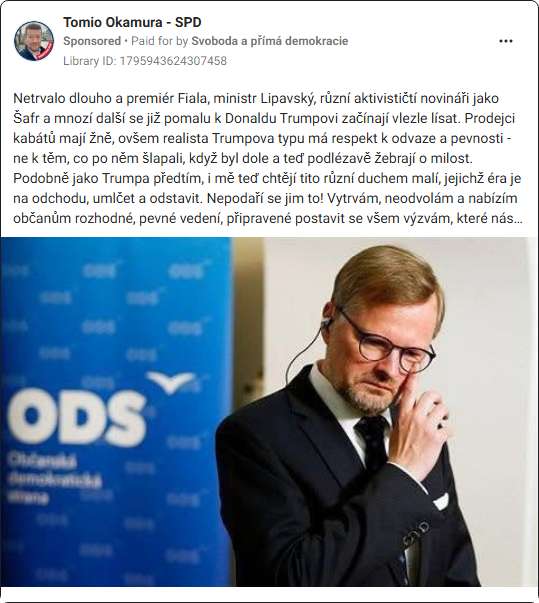 Tomio Okamura - SPD
Sponsored • Paid for by Svoboda a přímá demokracie
Library ID: 1795943624307458
Netrvalo dlouho a premiér Fiala, ministr Lipavský, různí aktivističtí novináři jako
Šafr a mnozí další se již pomalu k Donaldu Trumpovi začínají vlezle lísat. Prodejci
kabátů mají žně, ovšem realista Trumpova typu má respekt k odvaze a pevnosti -
ne k těm, co po něm šlapali, když byl dole a teď podlézavě žebrají o milost.
Podobně jako Trumpa předtím, i mě teď chtějí tito různí duchem malí, jejichž éra je
na odchodu, umlčet a odstavit. Nepodaří se jim to! Vytrvám, neodvolám a nabízím
občanům rozhodné, pevné vedení, připravené postavit se všem výzvám, které nás...
ODS
Občanská
demokratická
strana